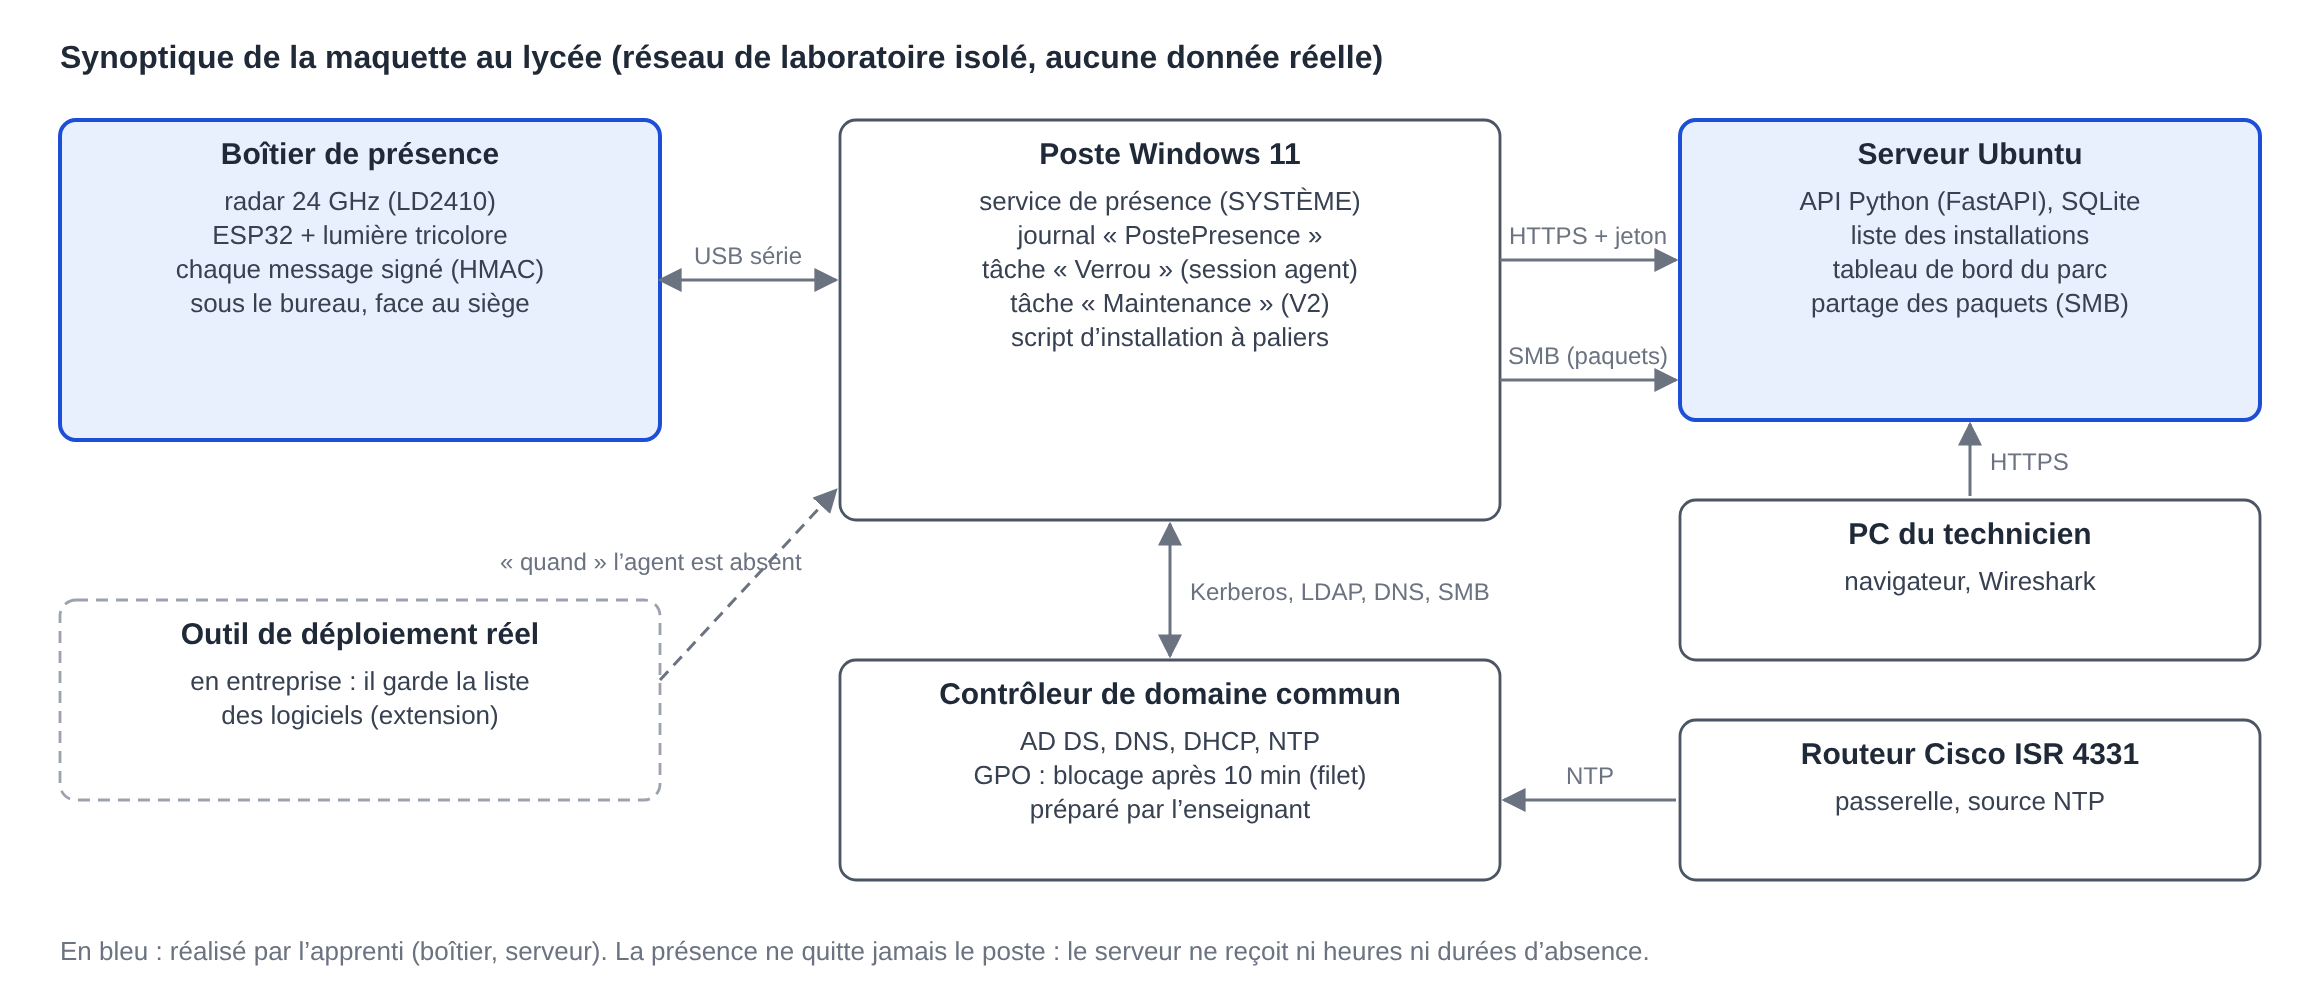 Synoptique de la maquette au lycée (réseau de laboratoire isolé, aucune donnée réelle)
Boîtier de présence
radar 24 GHz (LD2410)
ESP32 + lumière tricolore
chaque message signé (HMAC)
sous le bureau, face au siège
USB série
Poste Windows 11
service de présence (SYSTÈME)
journal « PostePresence »
tâche « Verrou » (session agent)
tâche « Maintenance » (V2)
script d’installation à paliers
HTTPS + jeton
SMB (paquets)
Serveur Ubuntu
API Python (FastAPI), SQLite
liste des installations
tableau de bord du parc
partage des paquets (SMB)
HTTPS
PC du technicien
navigateur, Wireshark
« quand » l’agent est absent
Outil de déploiement réel
en entreprise : il garde la liste
des logiciels (extension)
Kerberos, LDAP, DNS, SMB
Contrôleur de domaine commun
AD DS, DNS, DHCP, NTP
GPO : blocage après 10 min (filet)
préparé par l’enseignant
NTP
Routeur Cisco ISR 4331
passerelle, source NTP
En bleu : réalisé par l’apprenti (boîtier, serveur). La présence ne quitte jamais le poste : le serveur ne reçoit ni heures ni durées d’absence.